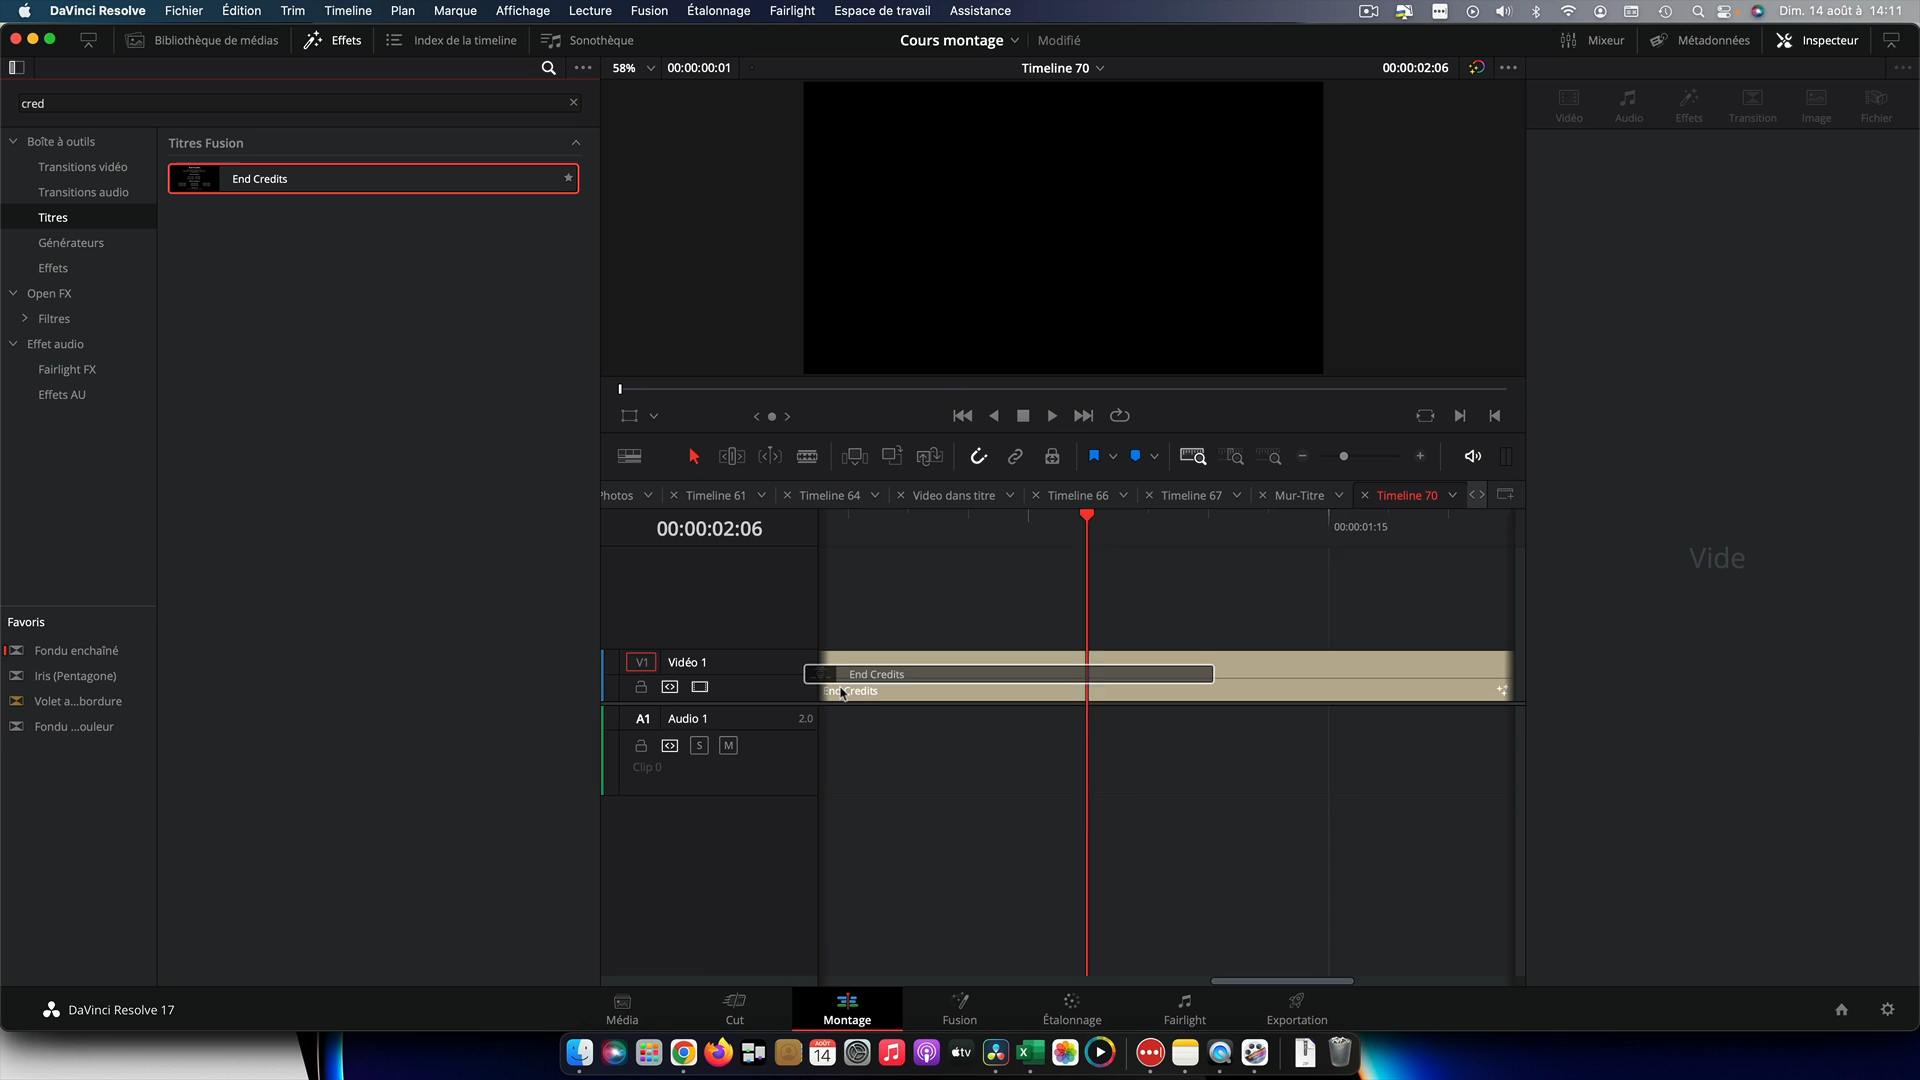 DaVinci Resolve Fichier Édition Trim Timeline Plan Marque Affichage Lecture Fusion Étalonnage Fairlight Espace de travail Assistance Dim. 14 août à 14:11
Bibliothèque de médias Effets Index de la timeline Sonothèque Cours montage Modifié Mixeur Métadonnées Inspecteur
58% 00:00:00:01 Timeline 70 00:00:02:06
cred
Vidéo Audio Effets Transition Image Fichier
Boîte à outils
Transitions vidéo
Transitions audio
Titres
Générateurs
Effets
Open FX
Filtres
Effet audio
Fairlight FX
Effets AU
Titres Fusion
End Credits
Favoris
Fondu enchaîné
Iris (Pentagone)
Volet a...bordure
Fondu ...ouleur
Photos Timeline 61 Timeline 64 Video dans titre Timeline 66 Timeline 67 Mur-Titre Timeline 70
00:00:02:06
00:00:01:15
Vide
V1 Vidéo 1
End Credits
End Credits
A1 Audio 1 2.0
S M
Clip 0
DaVinci Resolve 17
Média Cut Montage Fusion Étalonnage Fairlight Exportation
AOÛT
14
tv